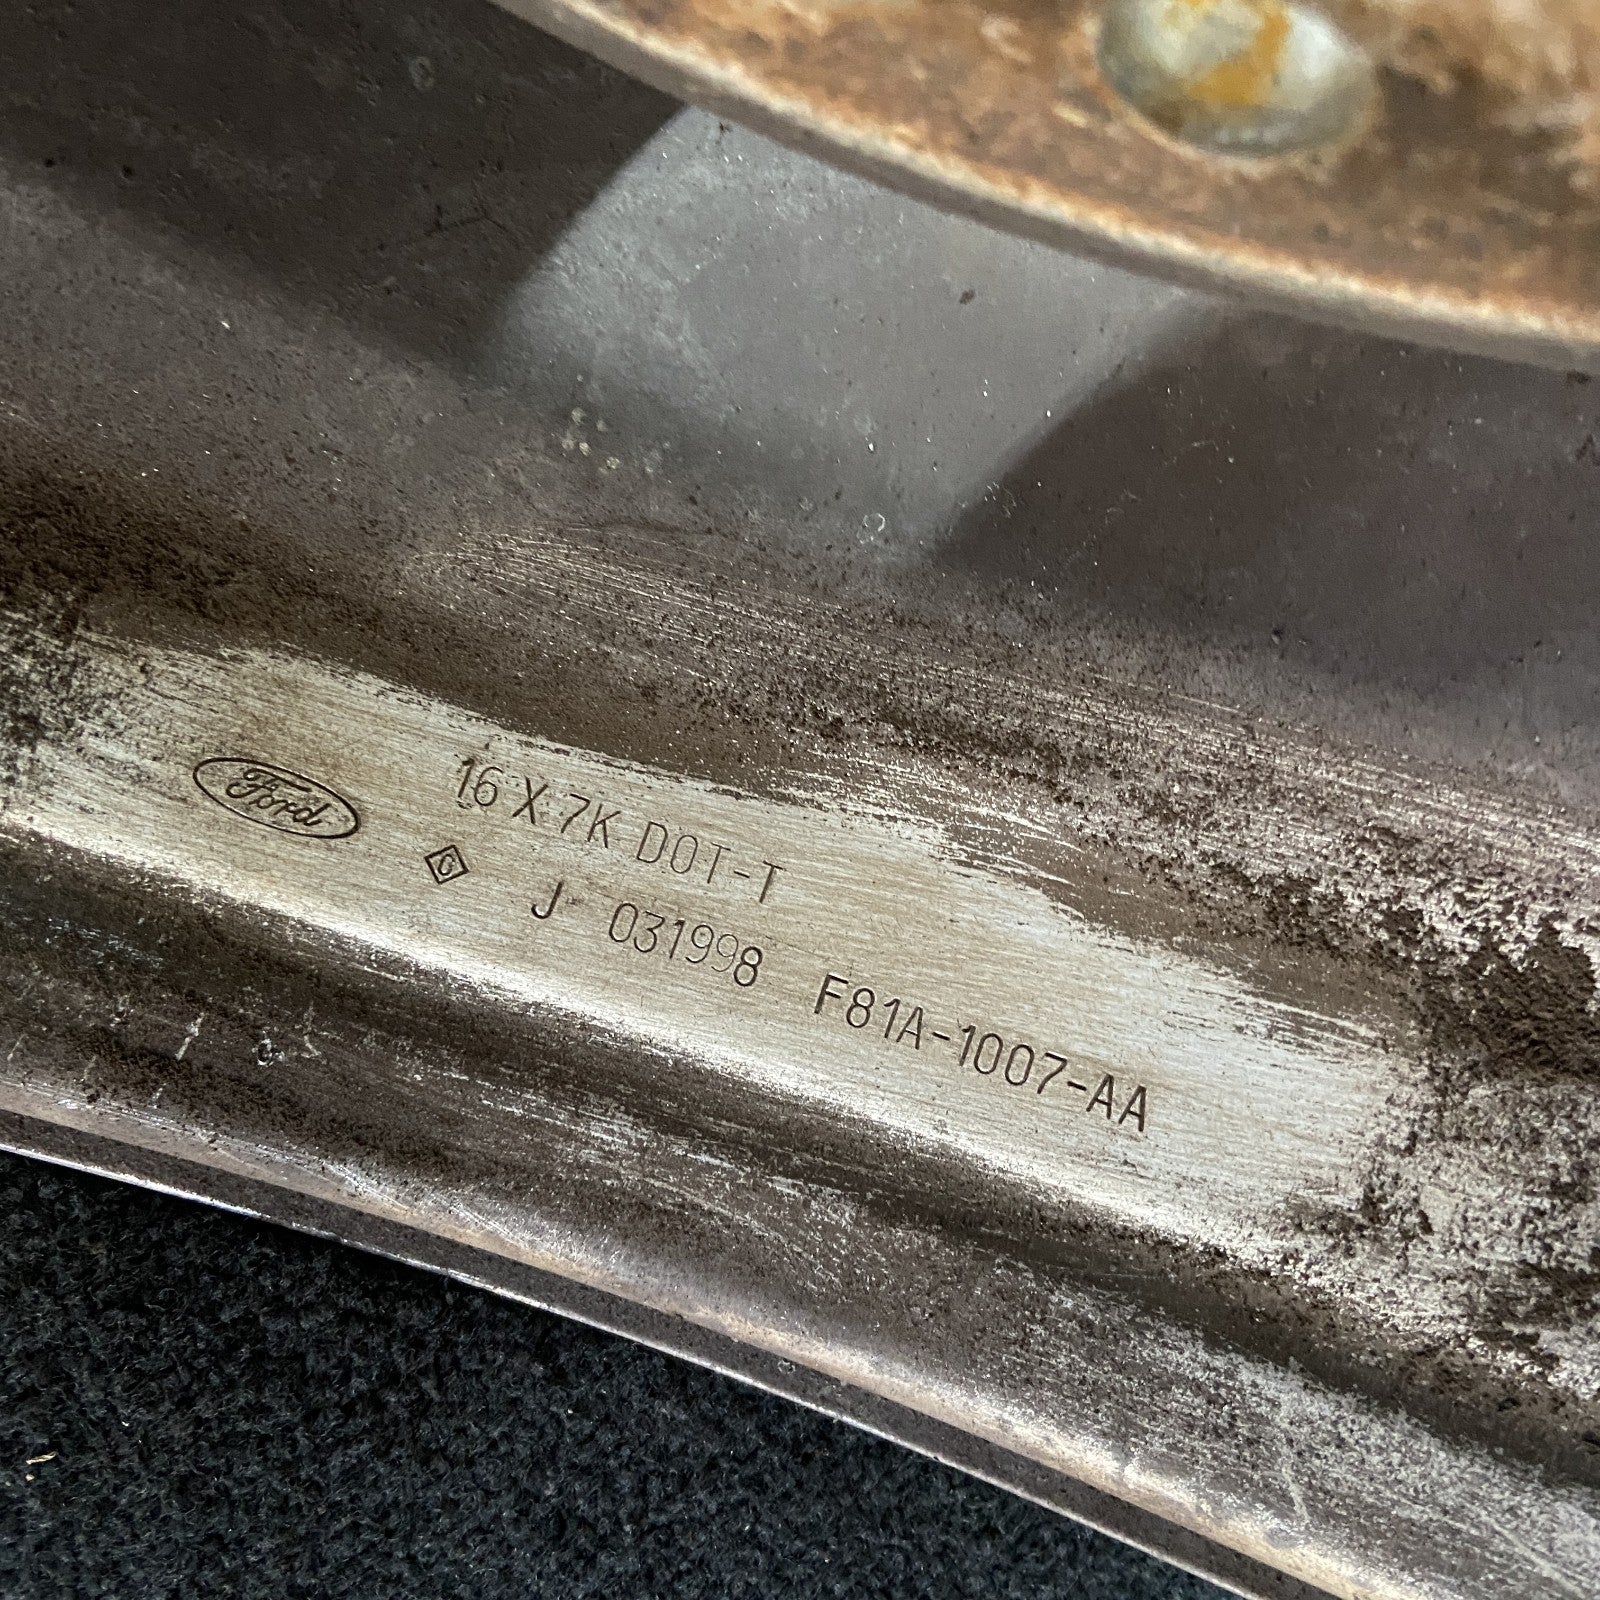 Ford
16 X 7K DOT-T
C J 031998 F81A-1007-AA